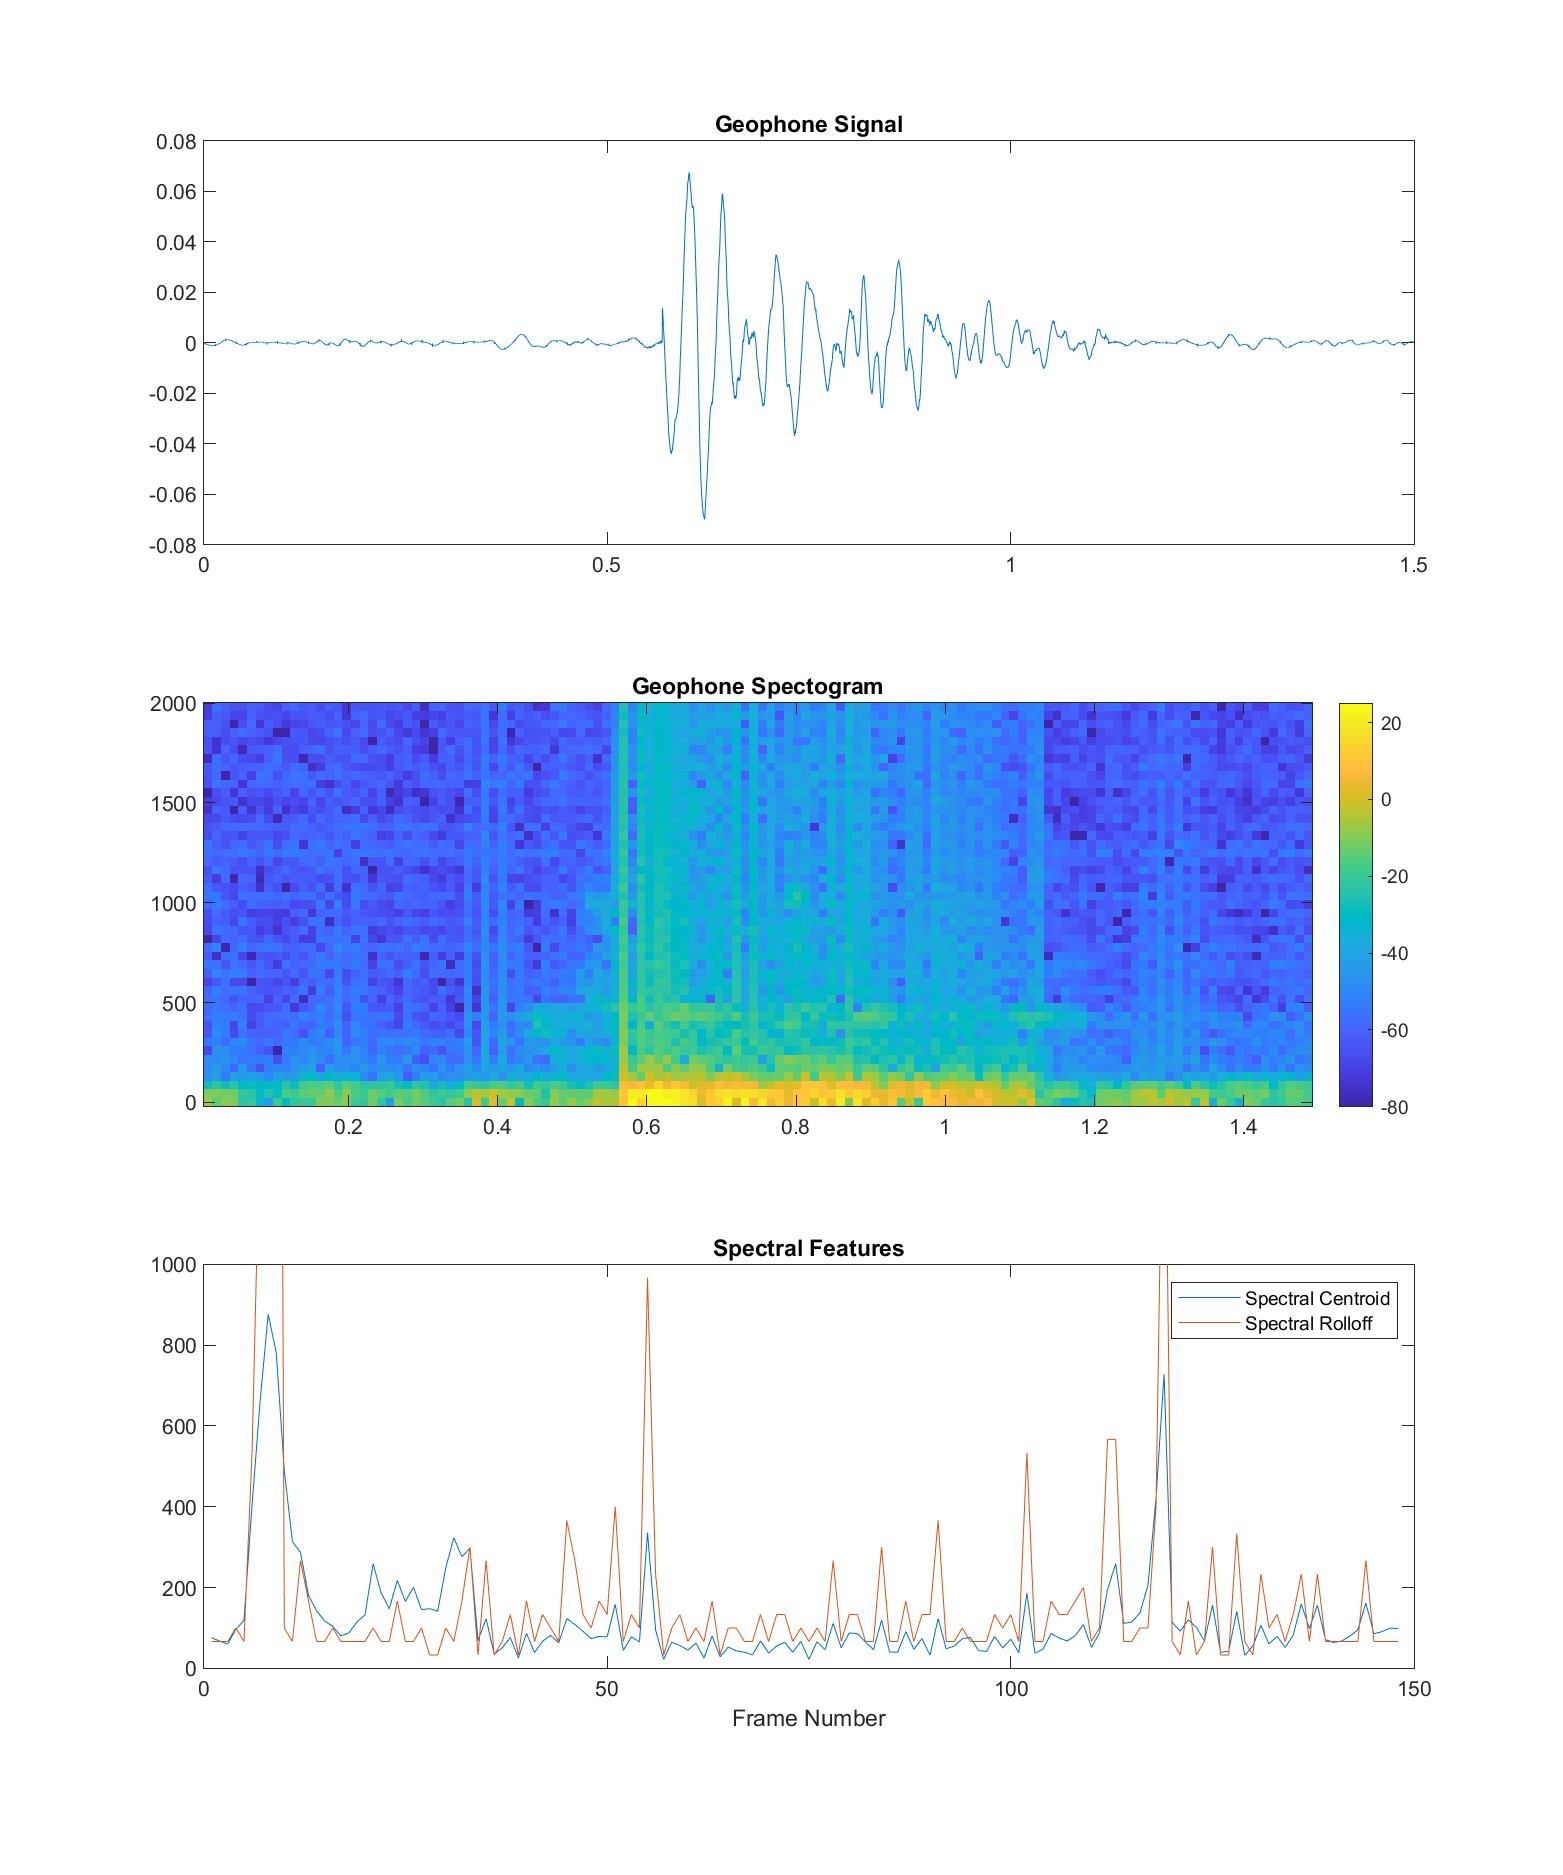 Geophone Signal
0.08
0.06
0.04
0.02
0
-0.02
-0.04
-0.06
-0.08
0 0.5 1 1.5
Geophone Spectogram
2000
1500
1000
500
0
0.2 0.4 0.6 0.8 1 1.2 1.4
20
0
-20
-40
-60
-80
Spectral Features
1000
800
600
400
200
0
Spectral Centroid
Spectral Rolloff
0 50 100 150
Frame Number